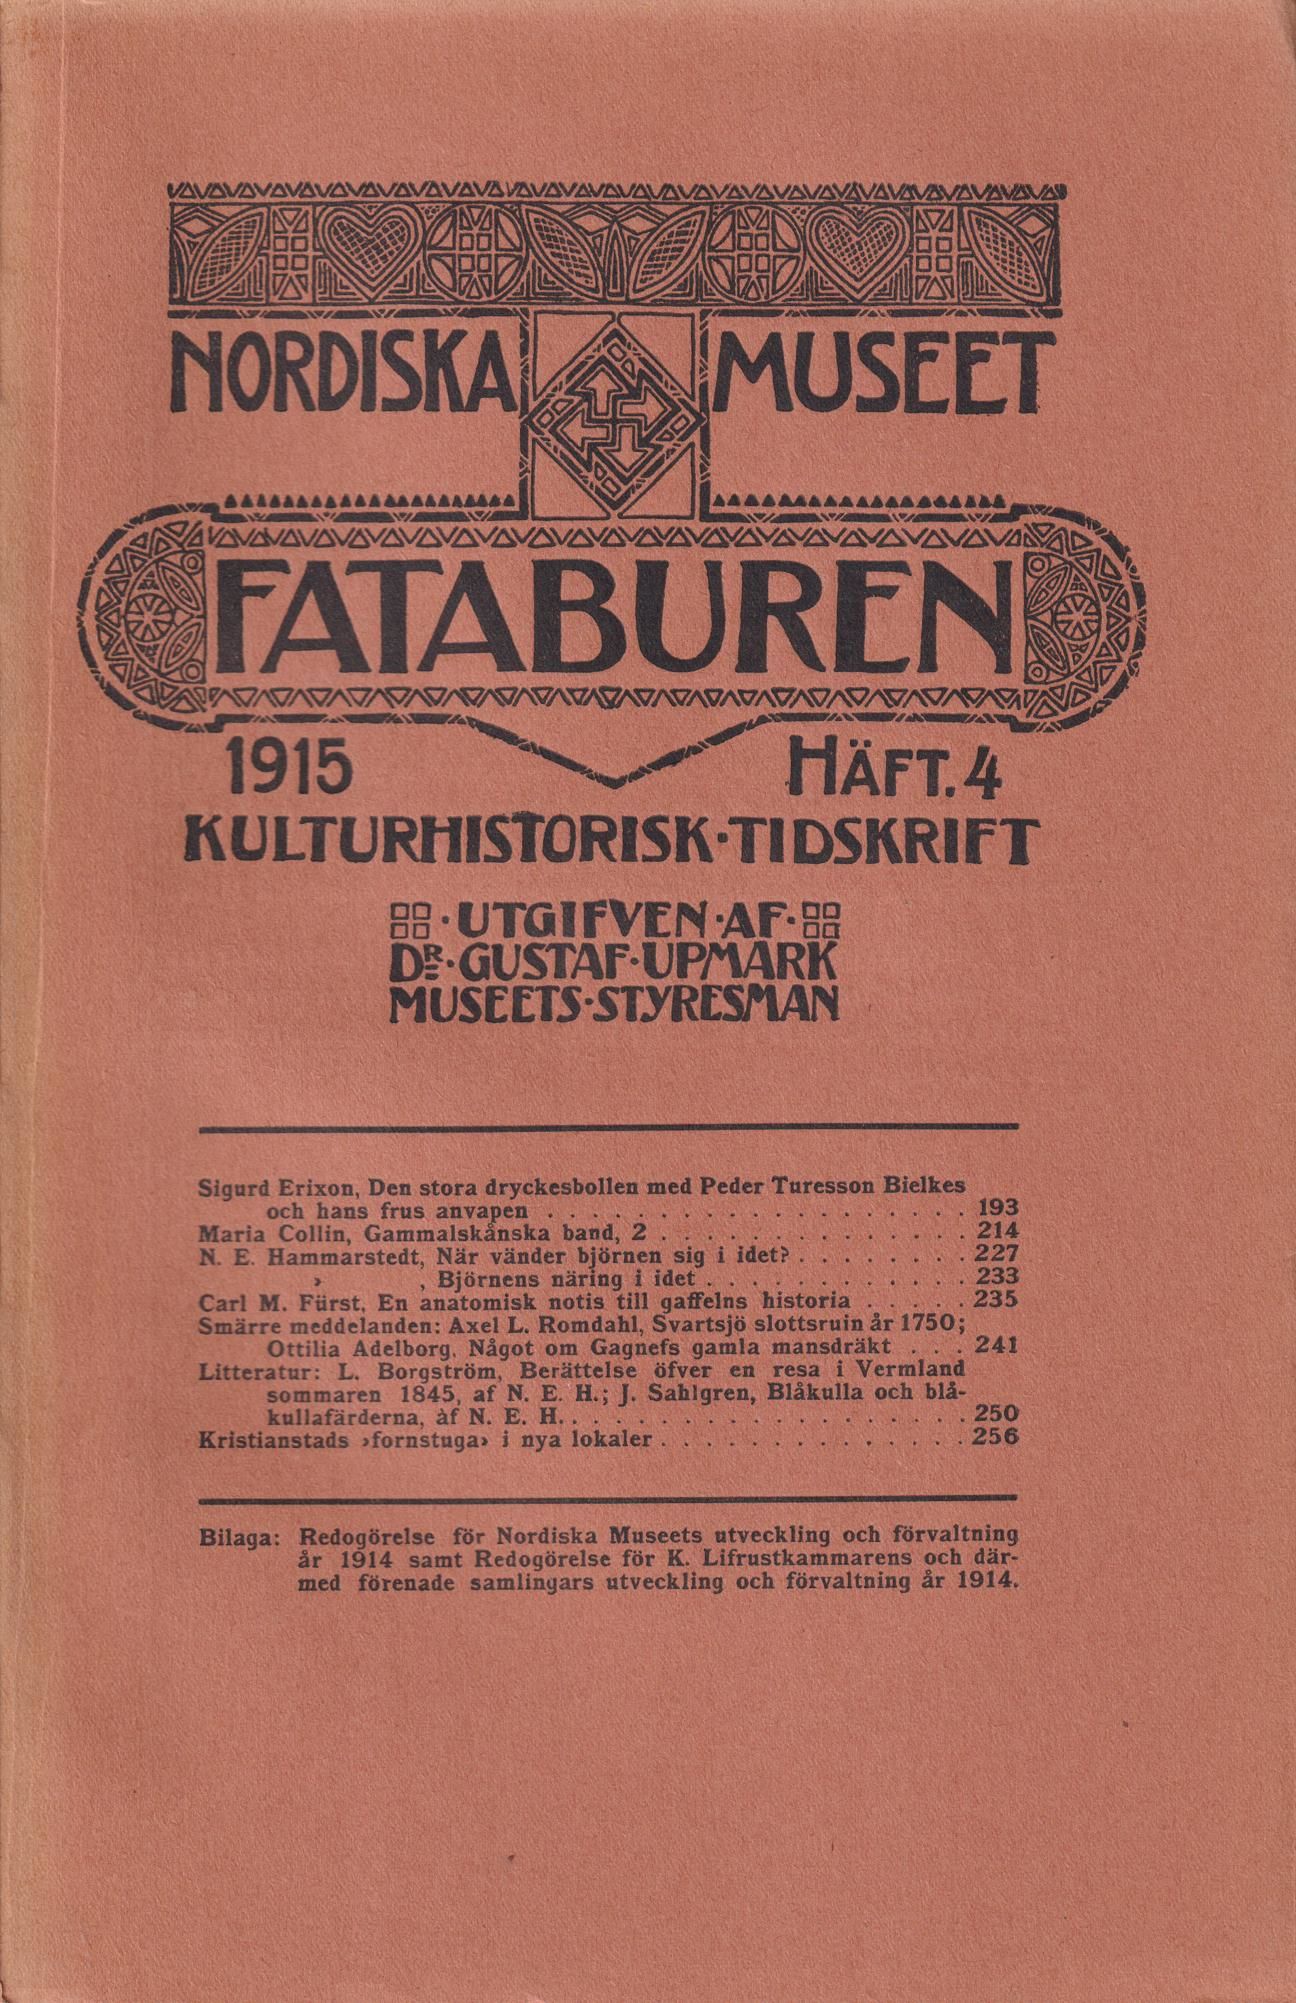 NORDISKA MUSEET
FATABUREN
1915 HÄFT. 4
KULTURHISTORISK·TIDSKRIFT
·UTGIFVEN·AF·
DR·GUSTAF·UPMARK
MUSEETS·STYRESMAN
Sigurd Erixon, Den stora dryckesbollen med Peder Turesson Bielkes
och hans frus anvapen . . . . . . . . . . . . . . . . . . . 193
Maria Collin, Gammalskånska band, 2 . . . . . . . . . . . . . . 214
N. E. Hammarstedt, När vänder björnen sig i idet? . . . . . . . . 227
› , Björnens näring i idet . . . . . . . . . . . . 233
Carl M. Fürst, En anatomisk notis till gaffelns historia . . . . . 235
Smärre meddelanden: Axel L. Romdahl, Svartsjö slottsruin år 1750;
Ottilia Adelborg, Något om Gagnefs gamla mansdräkt . . . 241
Litteratur: L. Borgström, Berättelse öfver en resa i Vermland
sommaren 1845, af N. E. H.; J. Sahlgren, Blåkulla och blå-
kullafärderna, af N. E. H. . . . . . . . . . . . . . . . . . . 250
Kristianstads ›fornstuga› i nya lokaler . . . . . . . . . . . . . . 256
Bilaga: Redogörelse för Nordiska Museets utveckling och förvaltning
år 1914 samt Redogörelse för K. Lifrustkammarens och där-
med förenade samlingars utveckling och förvaltning år 1914.